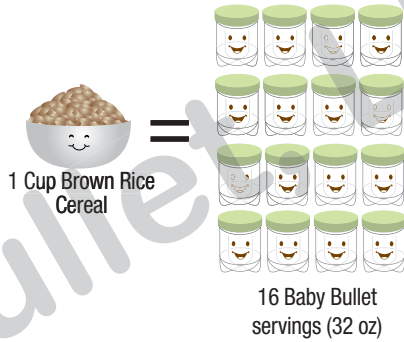 1 Cup Brown Rice
Cereal
16 Baby Bullet
servings (32 oz)